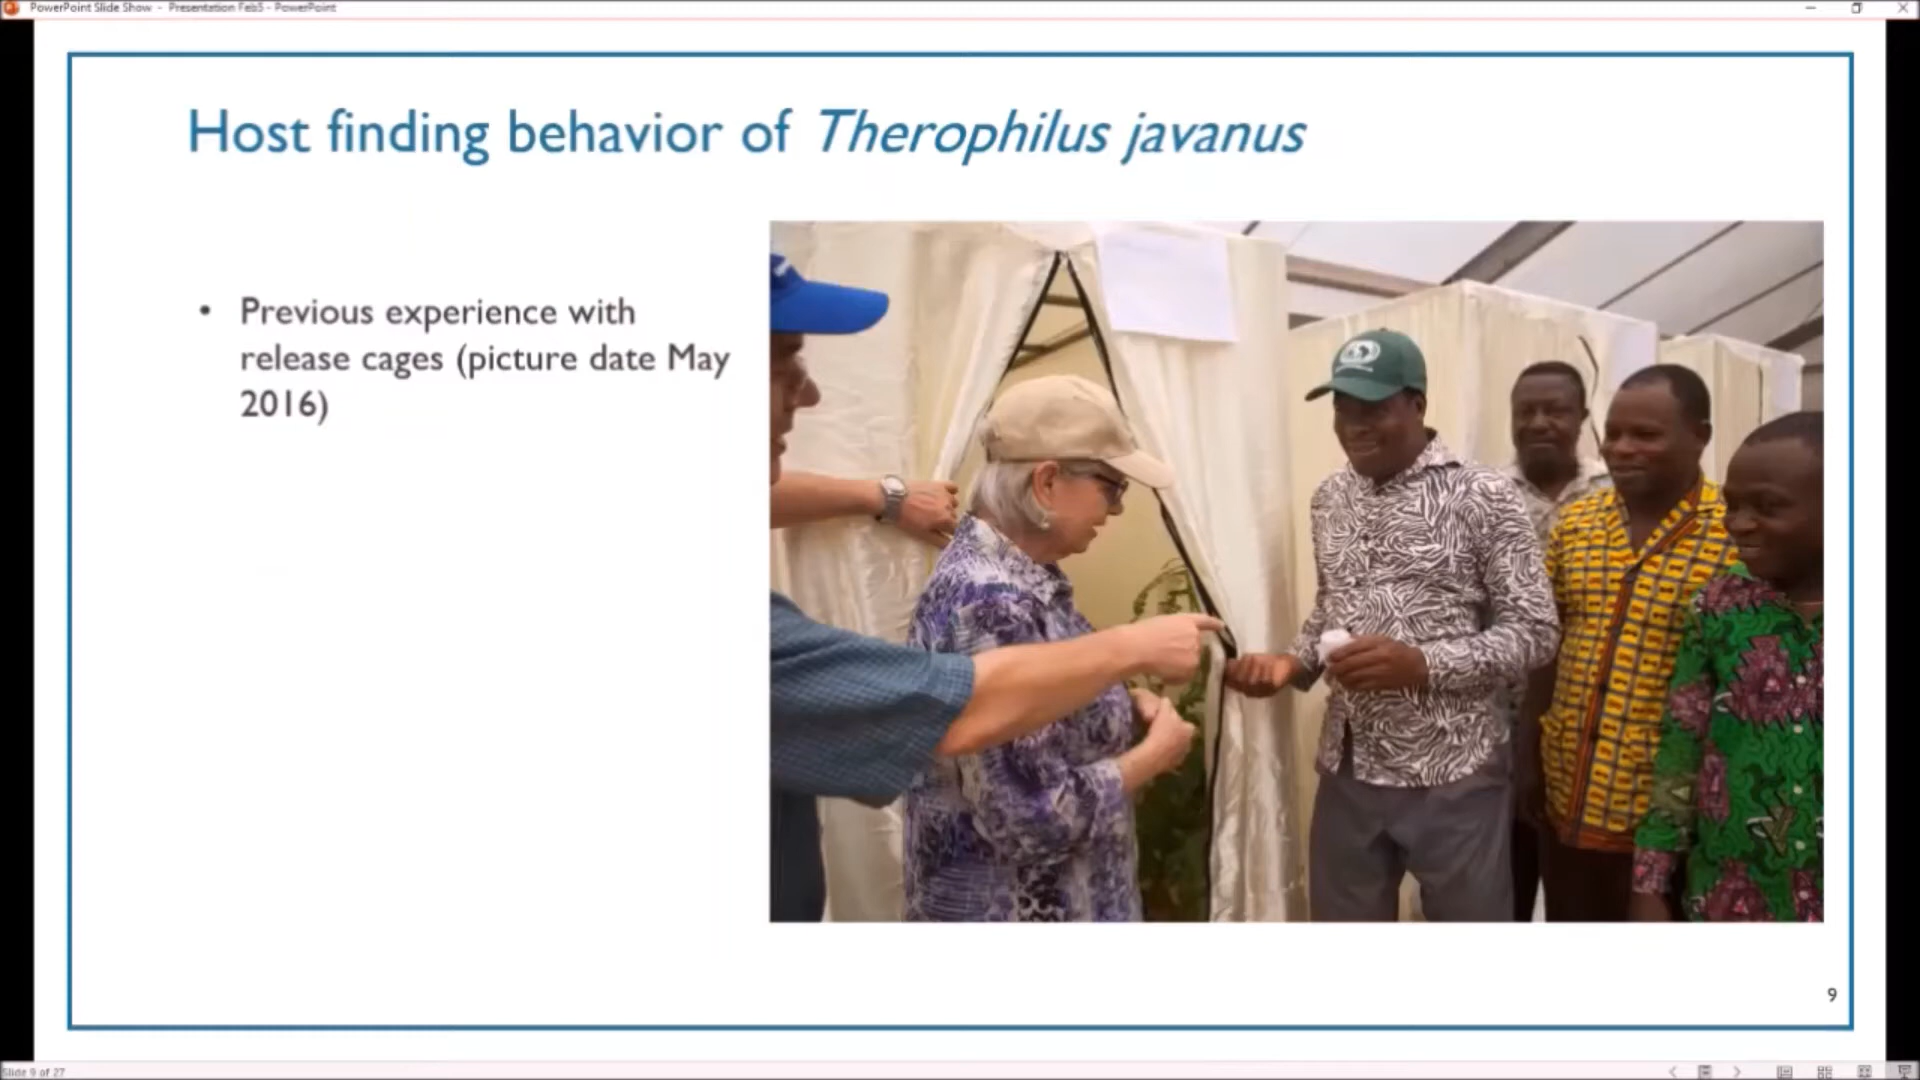 PowerPoint Slide Show - Presentation Feb5 - PowerPoint
Host finding behavior of Therophilus javanus
• Previous experience with
release cages (picture date May
2016)
9
Slide 9 of 27